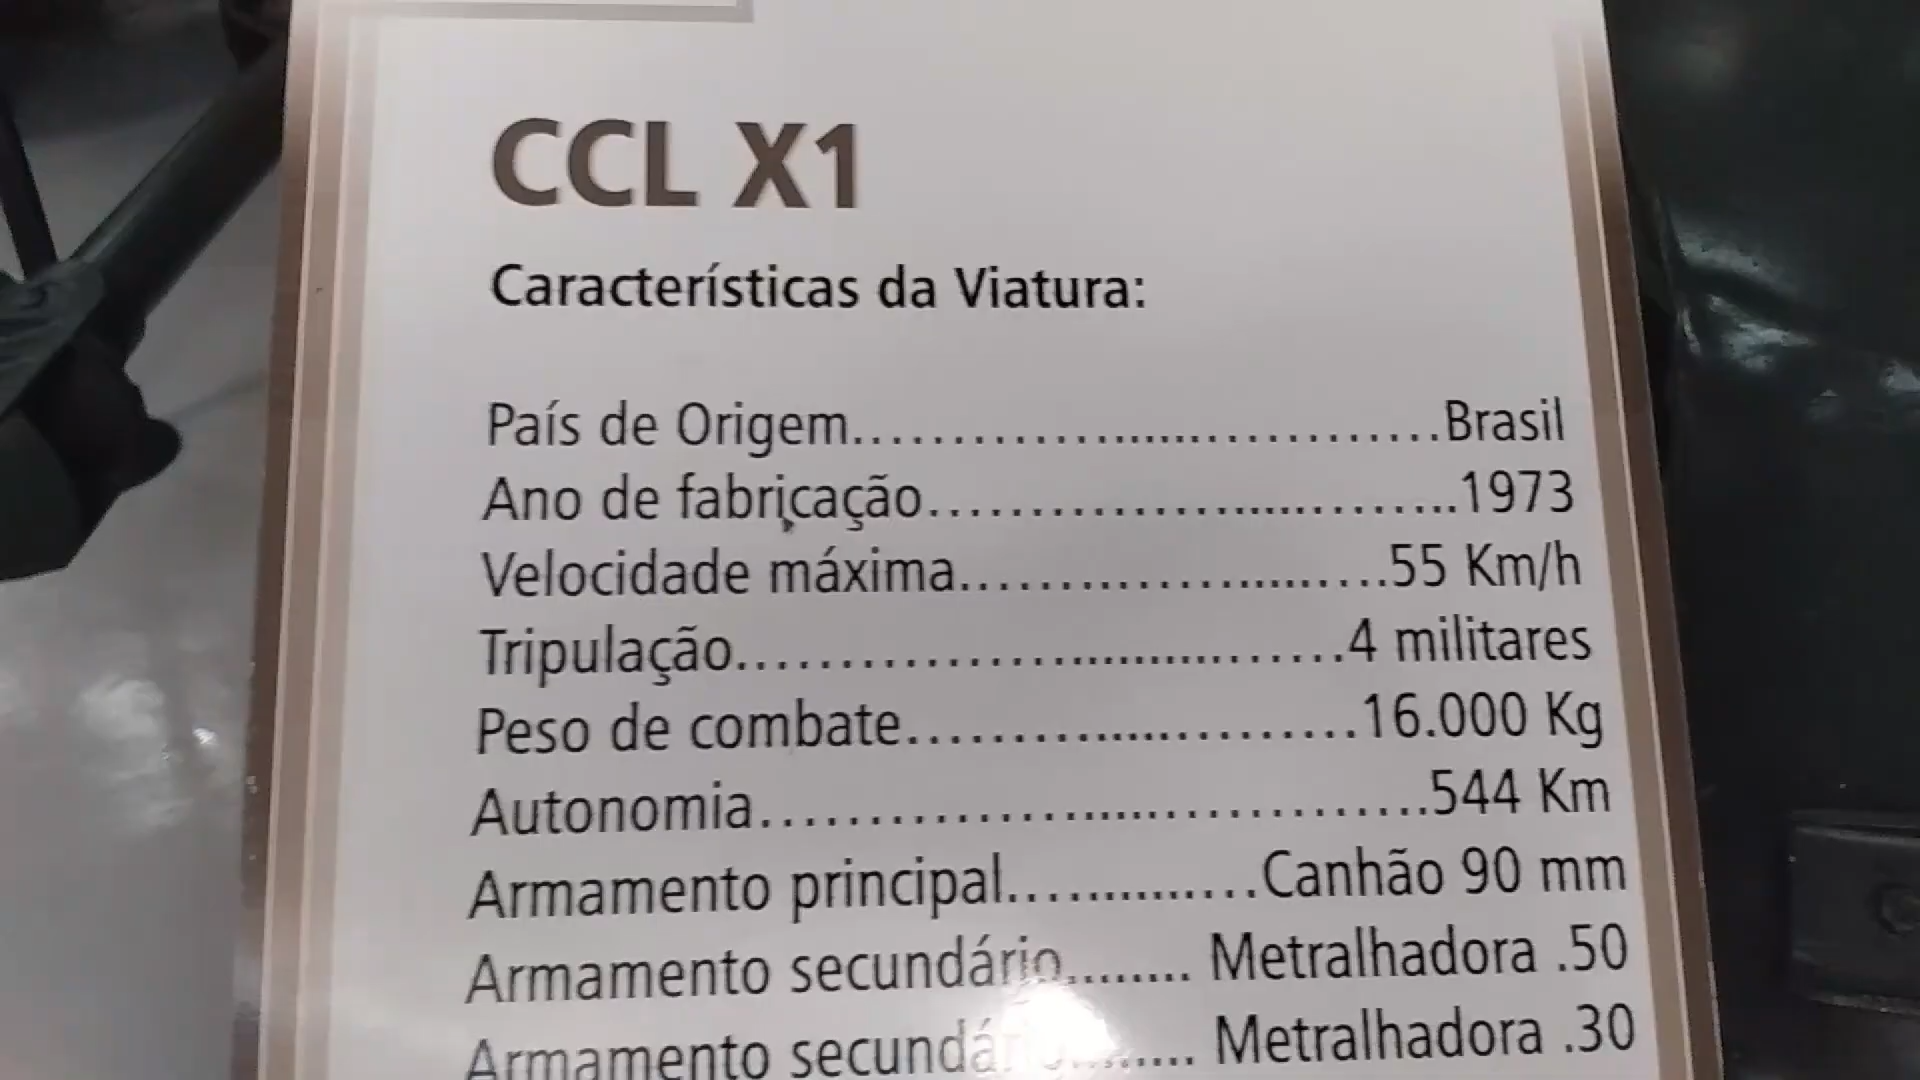 CCL X1
Características da Viatura:
País de Origem..................................Brasil
Ano de fabricação................................1973
Velocidade máxima.........................55 Km/h
Tripulação....................................4 militares
Peso de combate...........................16.000 Kg
Autonomia.....................................544 Km
Armamento principal..............Canhão 90 mm
Armamento secundário........ Metralhadora .50
Armamento secundário........ Metralhadora .30